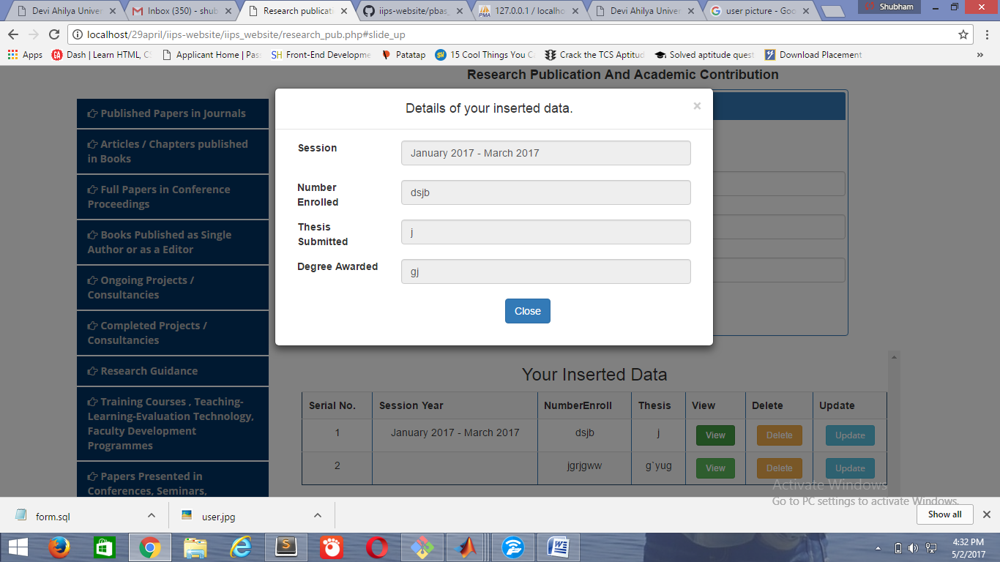 Devi Ahilya Univer
Inbox (350) - shub
Research publicati
iips-website/pbas_
127.0.0.1 / localho
Devi Ahilya Univer
user picture - Goo
Shubham
localhost/29april/iips-website/iips_website/research_pub.php#slide_up
Apps
Dash | Learn HTML, CS
Applicant Home | Pas
Front-End Developme
Patatap
15 Cool Things You C
Crack the TCS Aptitud
Solved aptitude quest
Download Placement
»
Research Publication And Academic Contribution
Published Papers in Journals
Articles / Chapters published
in Books
Full Papers in Conference
Proceedings
Books Published as Single
Author or as a Editor
Ongoing Projects /
Consultancies
Completed Projects /
Consultancies
Research Guidance
Training Courses , Teaching-
Learning-Evaluation Technology,
Faculty Development
Programmes
Papers Presented in
Conferences, Seminars,
Details of your inserted data.
×
Session
January 2017 - March 2017
Number
Enrolled
dsjb
Thesis
Submitted
j
Degree Awarded
gj
Close
Your Inserted Data
Serial No. Session Year NumberEnroll Thesis View Delete Update
1 January 2017 - March 2017 dsjb j View Delete Update
2 jgrjgww g`yug View Delete Update
Activate Windows
Go to PC settings to activate Windows.
form.sql
user.jpg
Show all
4:32 PM
5/2/2017